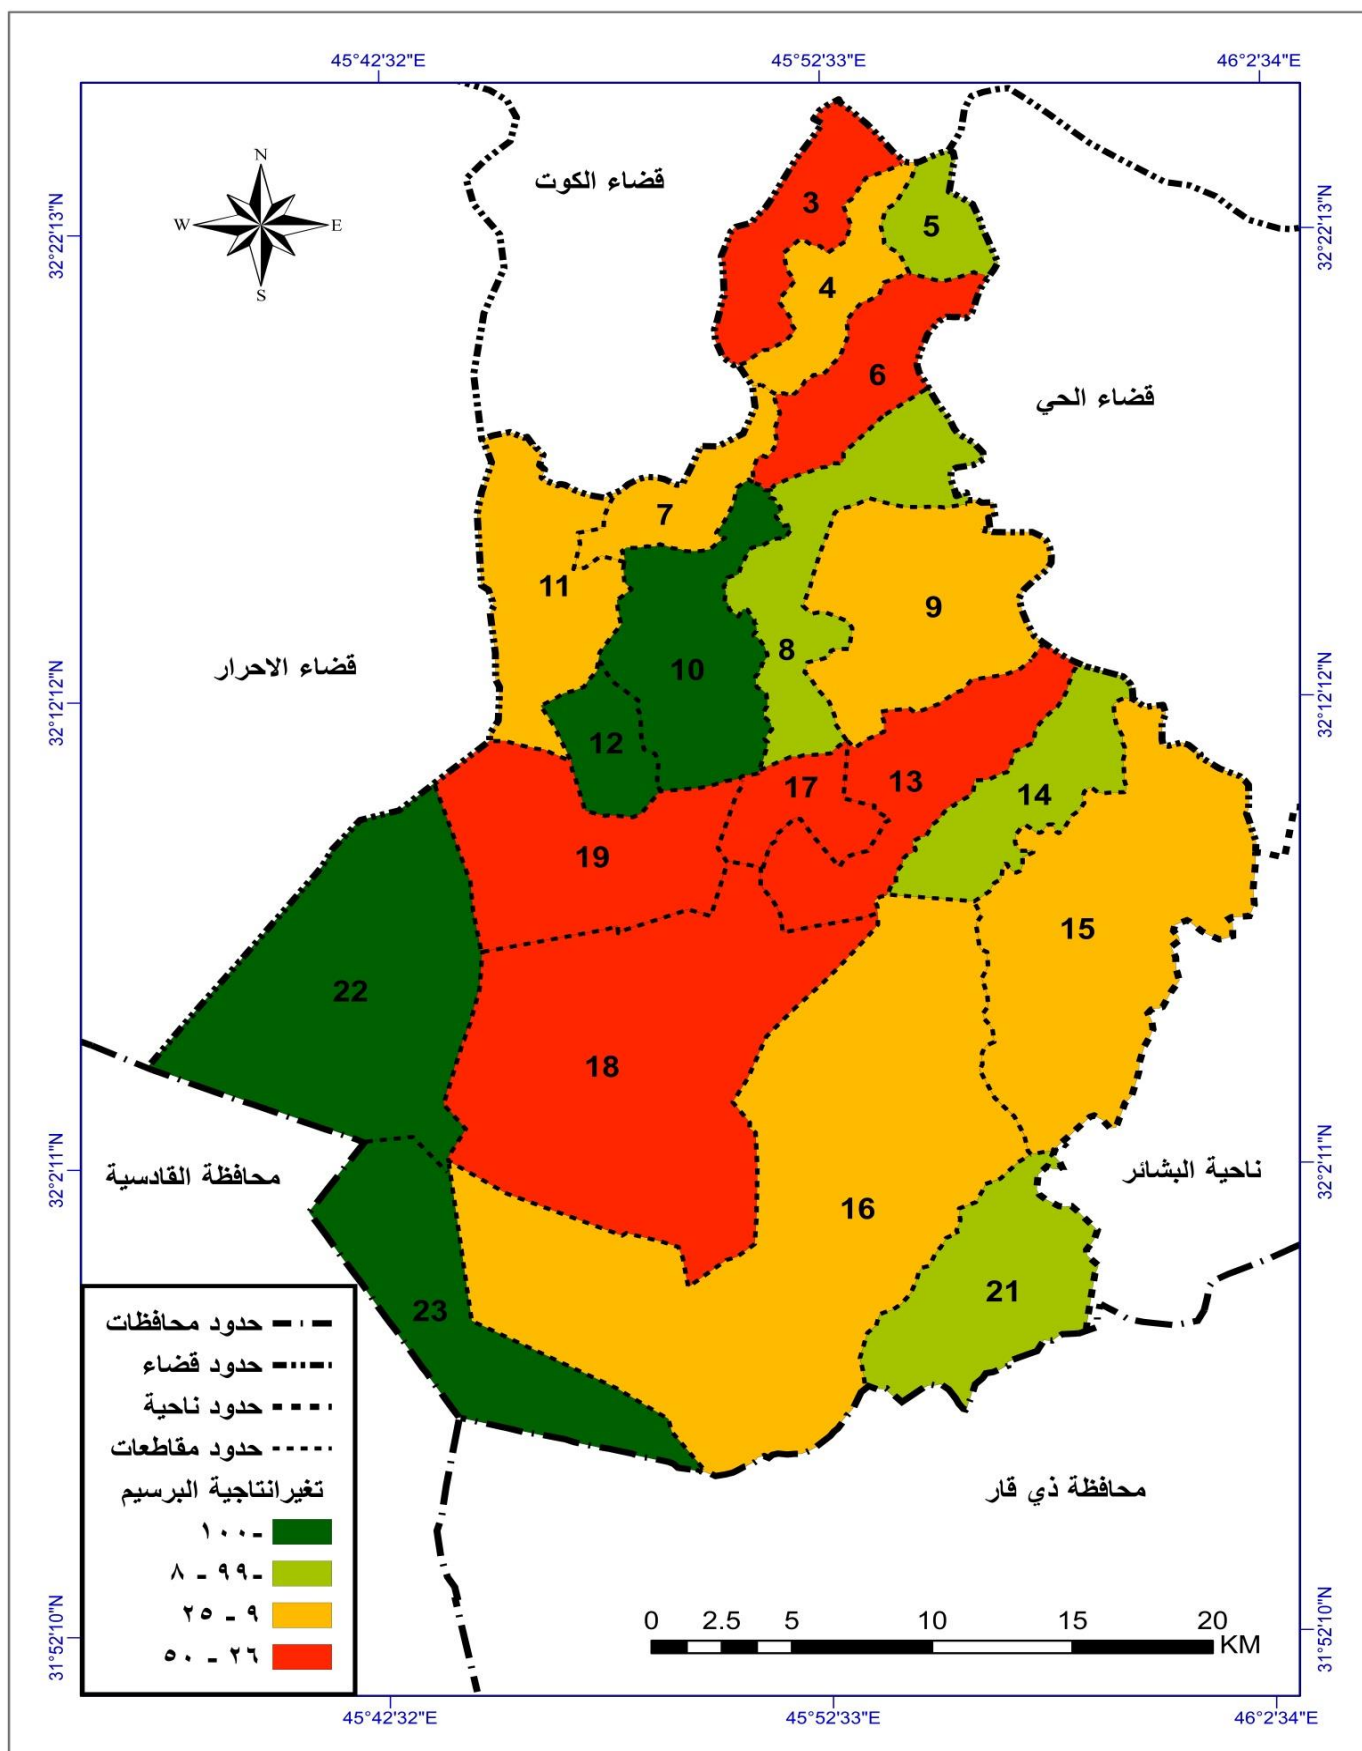 45°42'32"E
45°52'33"E
46°2'34"E
32°22'13"N
32°22'13"N
N
W
E
S
قضاء الكوت
3
5
4
6
قضاء الحي
7
11
9
8
10
قضاء الاحرار
32°12'12"N
32°12'12"N
12
17
13
14
19
15
22
18
محافظة القادسية
ناحية البشائر
32°2'11"N
32°2'11"N
16
21
23
حدود محافظات
حدود قضاء
حدود ناحية
حدود مقاطعات
تغيرانتاجية البرسيم
-١٠٠
-٩٩ - ٨
٩ - ٢٥
٢٦ - ٥٠
محافظة ذي قار
0 2.5 5 10 15 20
KM
31°52'10"N
31°52'10"N
45°42'32"E
45°52'33"E
46°2'34"E